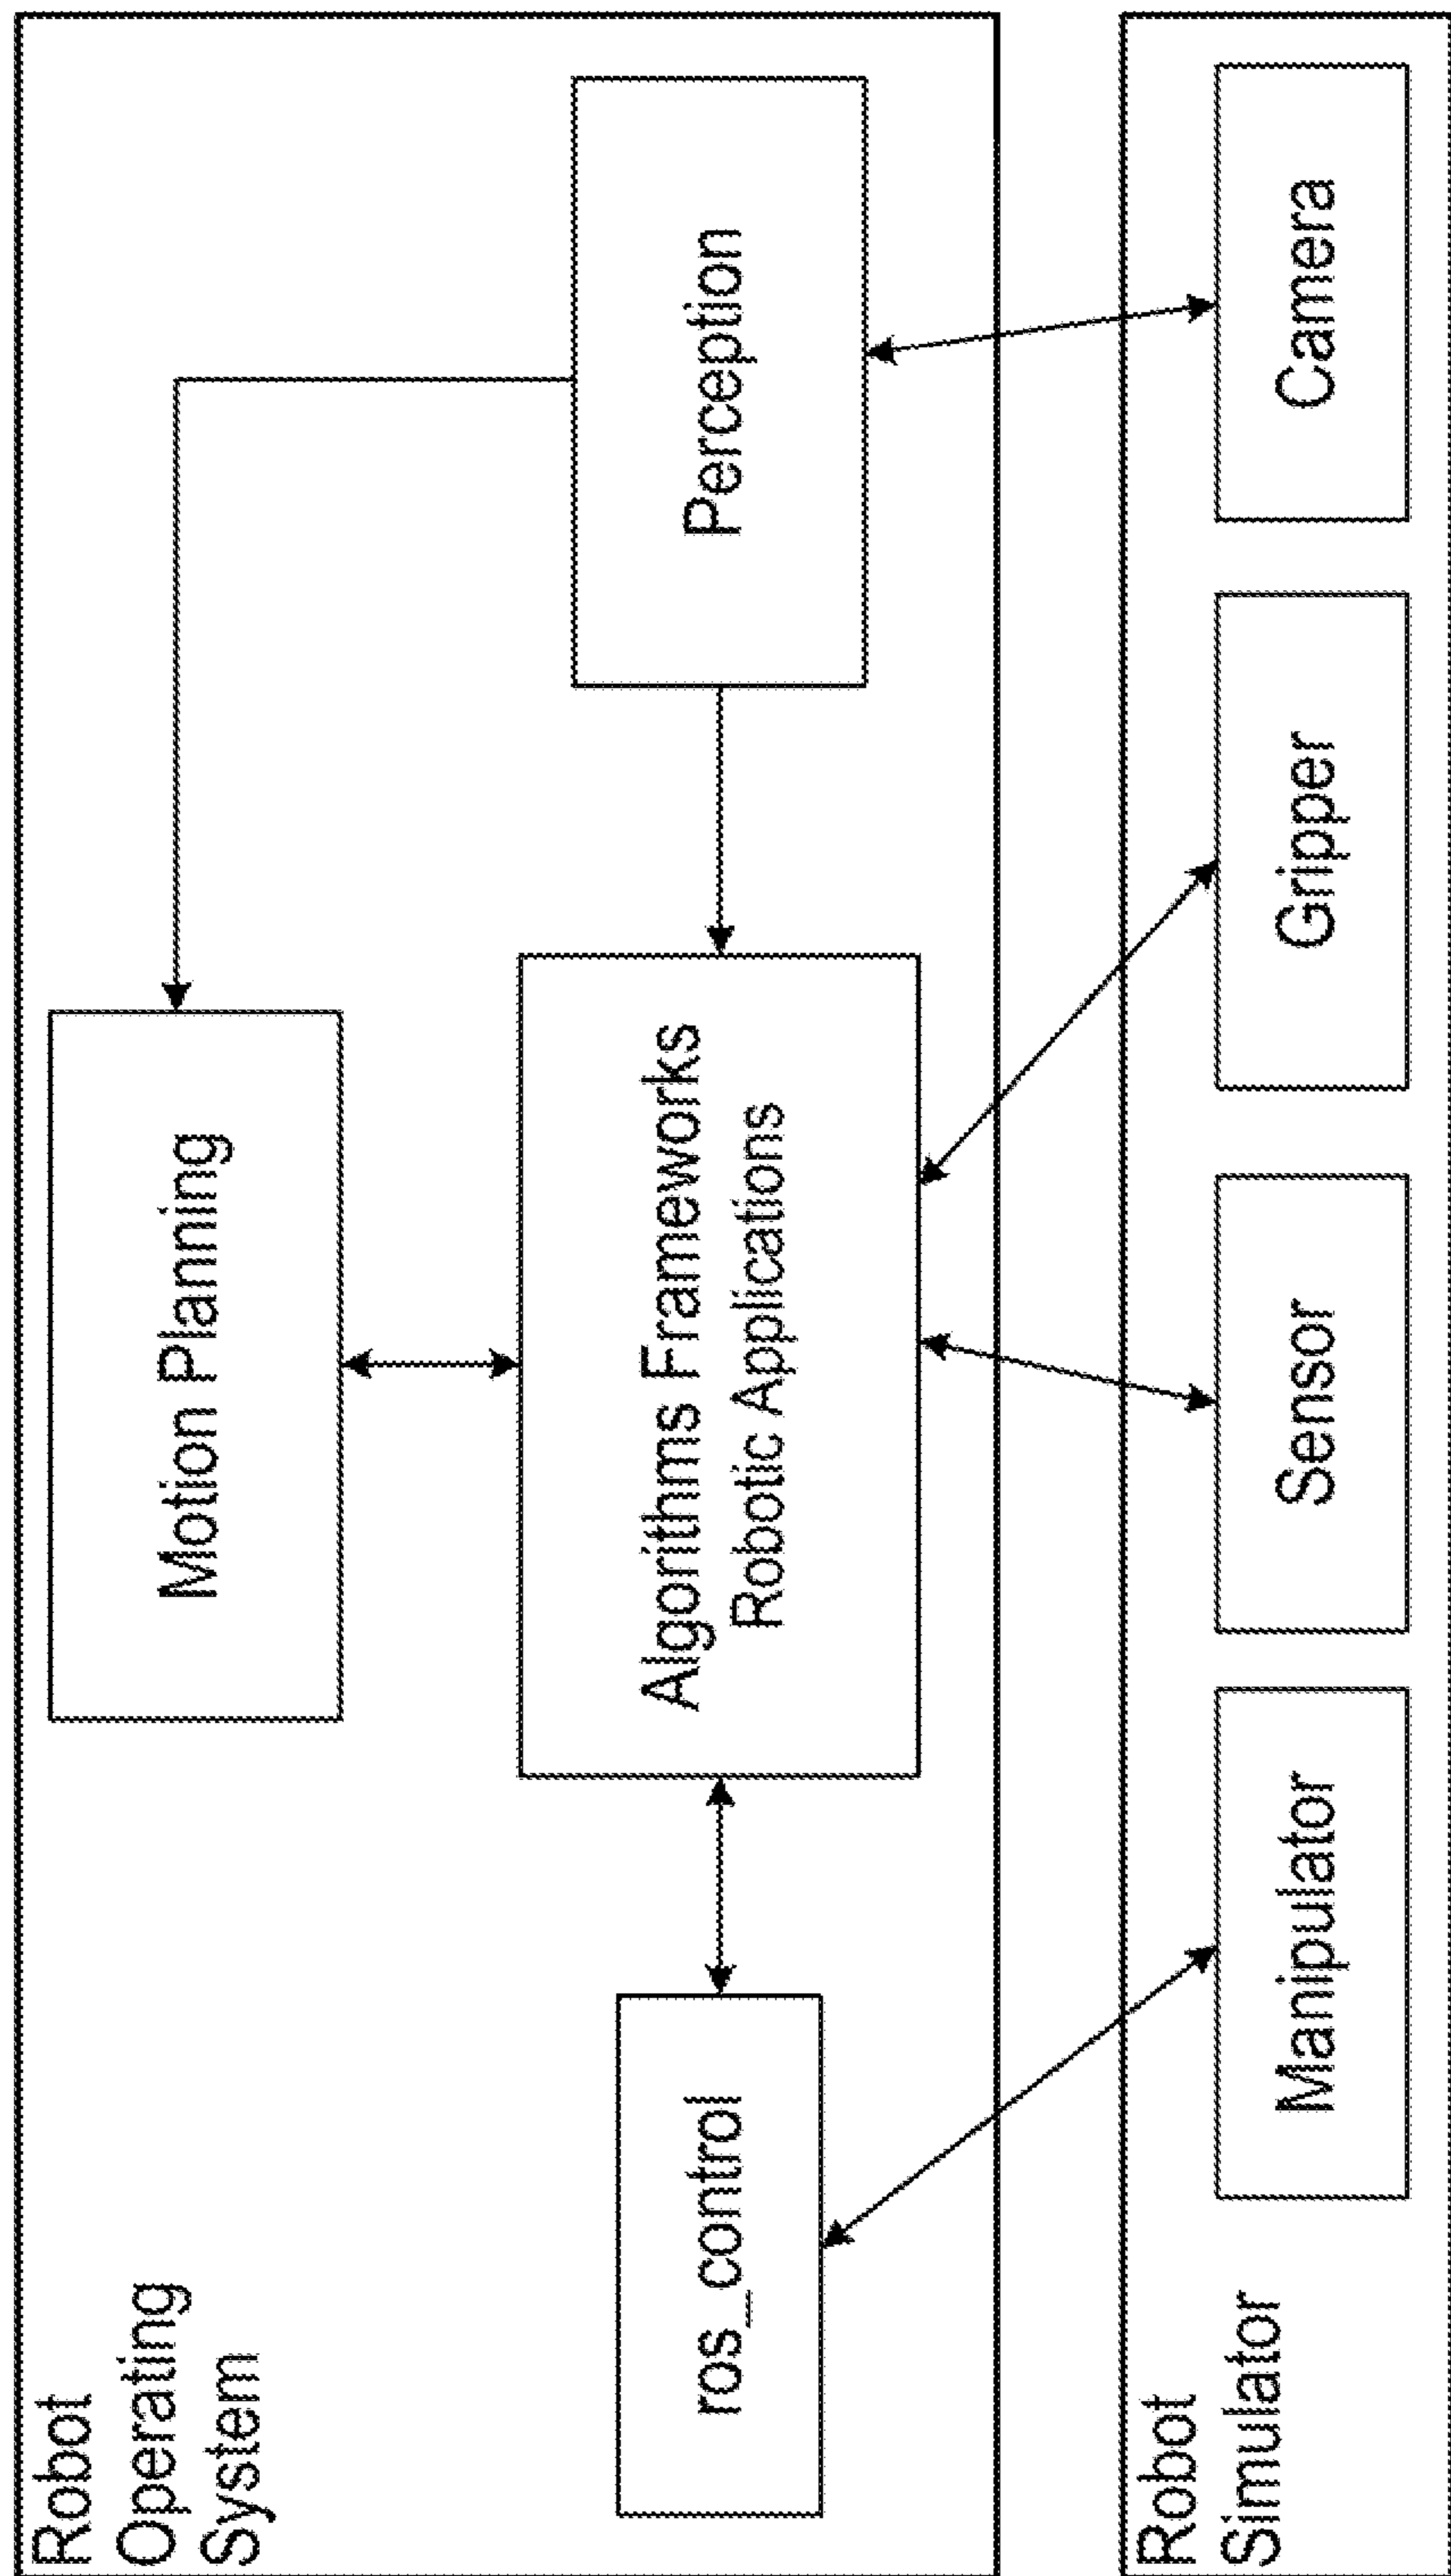 Robot
Operating
System
Motion Planning
ros_control
Algorithms Frameworks
Robotic Applications
Perception
Robot
Simulator
Manipulator
Sensor
Gripper
Camera